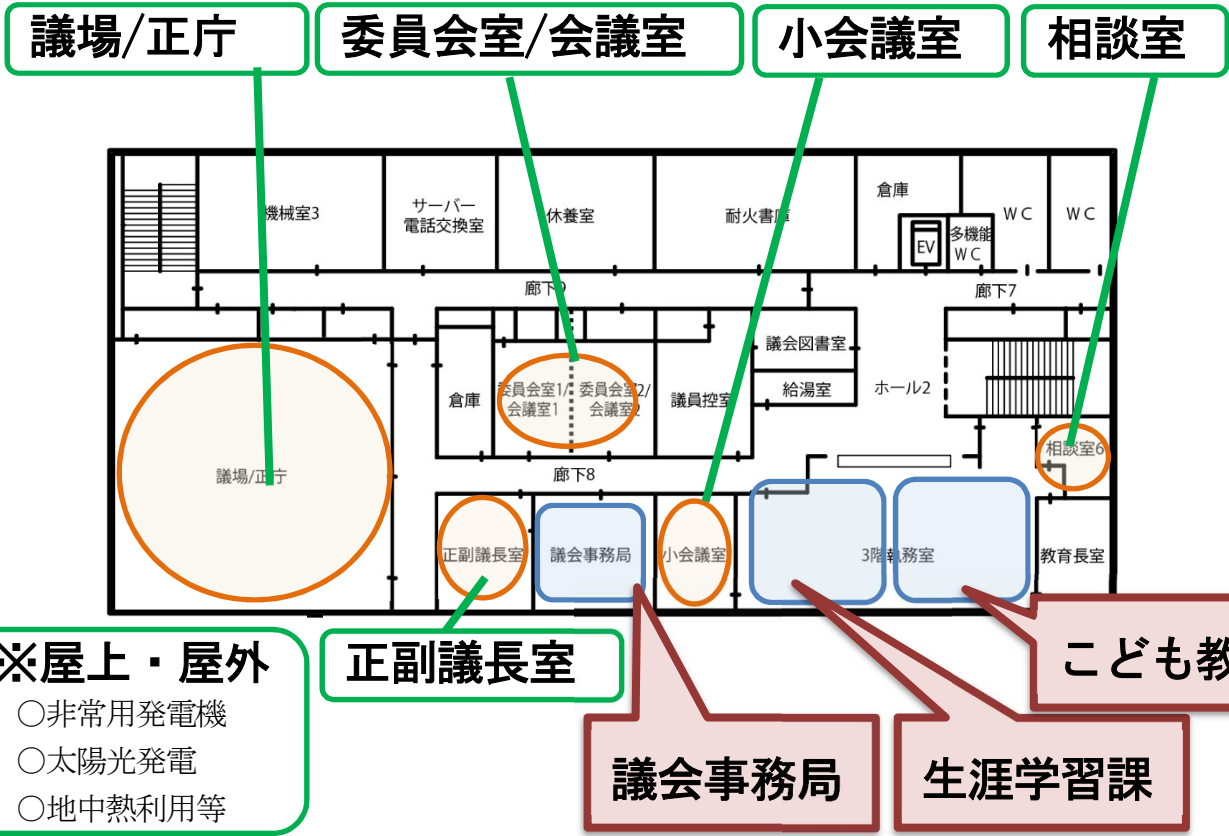 議場/正庁
委員会室/会議室
小会議室
相談室
機械室3
サーバー
電話交換室
休養室
耐火書庫
倉庫
EV
多機能
WC
WC
WC
廊下9
廊下7
議会図書室
給湯室
ホール2
倉庫
委員会室1/
会議室1
委員会室2/
会議室2
議員控室
相談室6
議場/正庁
廊下8
正副議長室
議会事務局
小会議室
3階執務室
教育長室
※屋上・屋外
○非常用発電機
○太陽光発電
○地中熱利用等
正副議長室
議会事務局
生涯学習課
こども教